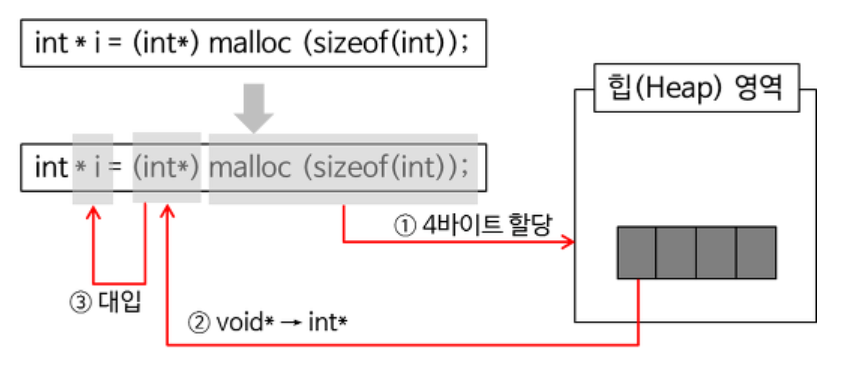 int * i = (int*) malloc (sizeof(int));
힙(Heap) 영역
int * i = (int*) malloc (sizeof(int));
① 4바이트 할당
③ 대입
② void* → int*